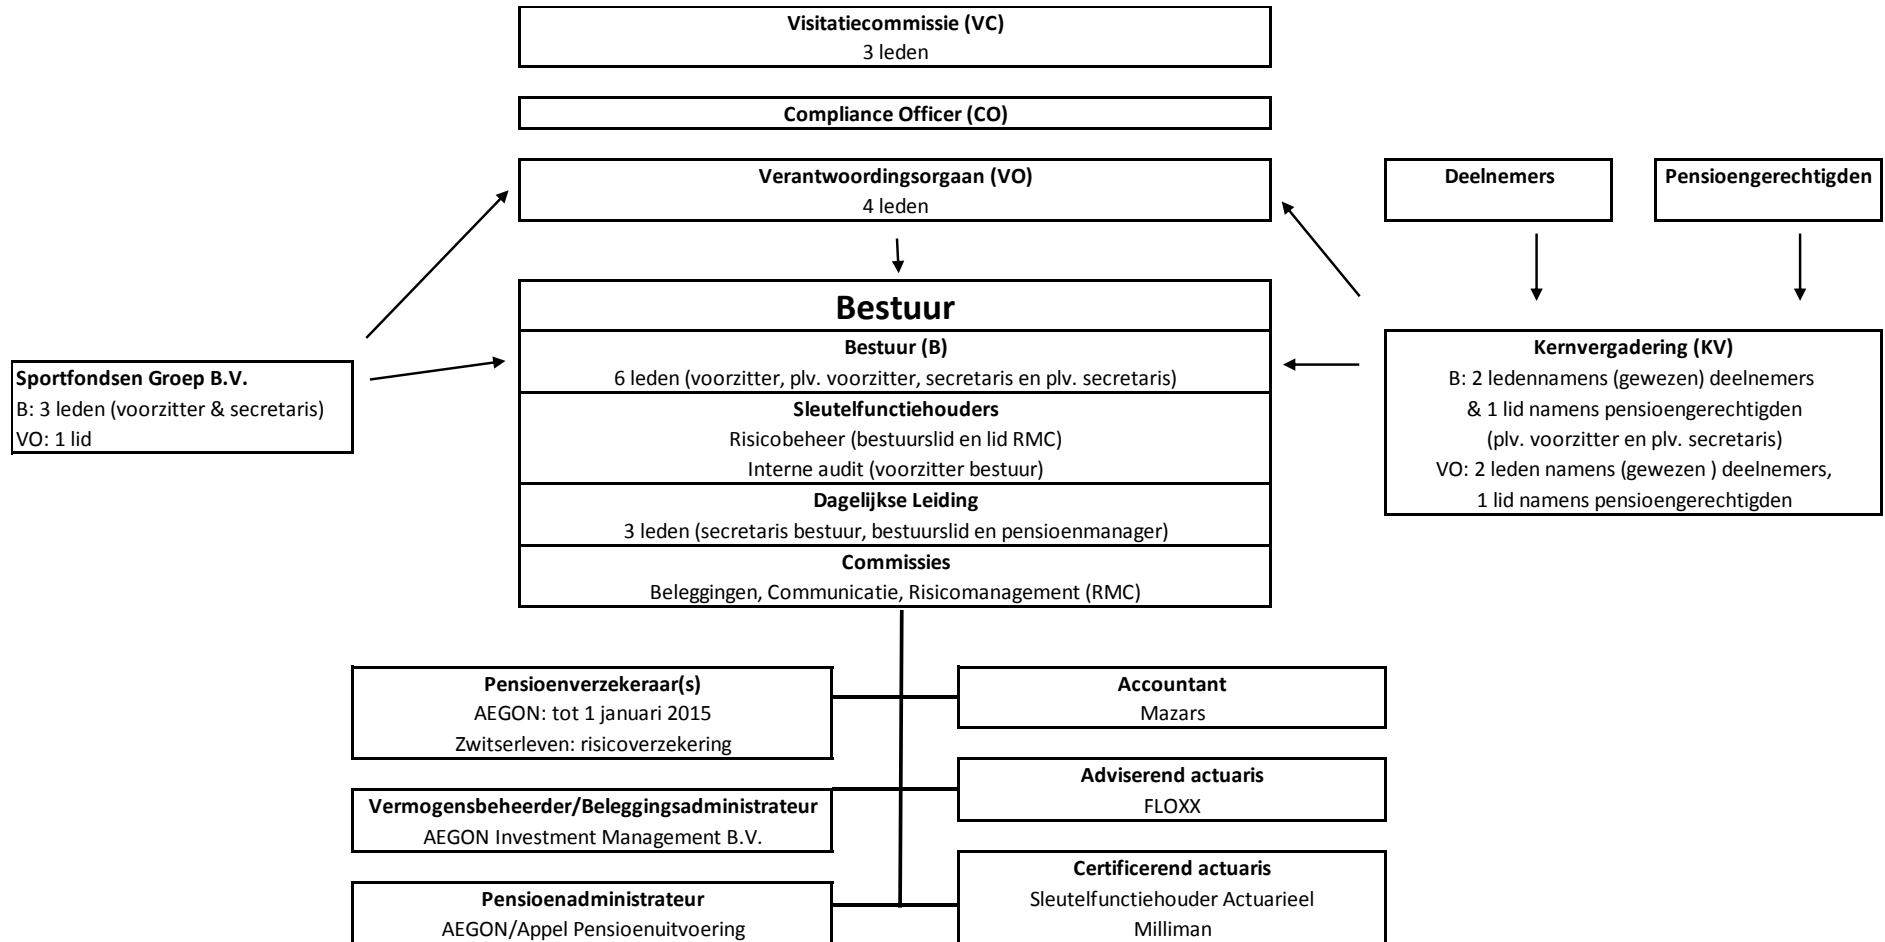 Visitatiecommissie (VC)
3 leden
Compliance Officer (CO)
Verantwoordingsorgaan (VO)
4 leden
Deelnemers
Pensioengerechtigden
Bestuur
Bestuur (B)
6 leden (voorzitter, plv. voorzitter, secretaris en plv. secretaris)
Sleutelfunctiehouders
Risicobeheer (bestuurslid en lid RMC)
Interne audit (voorzitter bestuur)
Dagelijkse Leiding
3 leden (secretaris bestuur, bestuurslid en pensioenmanager)
Commissies
Beleggingen, Communicatie, Risicomanagement (RMC)
Sportfondsen Groep B.V.
B: 3 leden (voorzitter & secretaris)
VO: 1 lid
Kernvergadering (KV)
B: 2 ledennamens (gewezen) deelnemers
& 1 lid namens pensioengerechtigden
(plv. voorzitter en plv. secretaris)
VO: 2 leden namens (gewezen ) deelnemers,
1 lid namens pensioengerechtigden
Pensioenverzekeraar(s)
AEGON: tot 1 januari 2015
Zwitserleven: risicoverzekering
Accountant
Mazars
Vermogensbeheerder/Beleggingsadministrateur
AEGON Investment Management B.V.
Adviserend actuaris
FLOXX
Pensioenadministrateur
AEGON/Appel Pensioenuitvoering
Certificerend actuaris
Sleutelfunctiehouder Actuarieel
Milliman